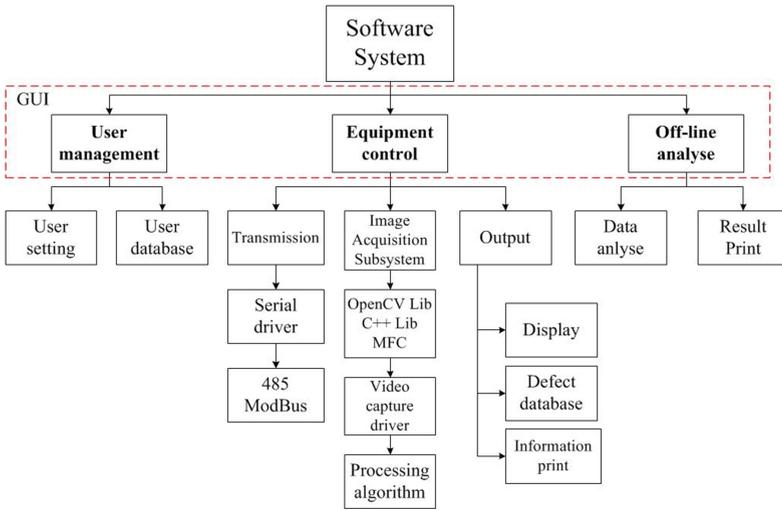 Software
System
GUI
User
management
Equipment
control
Off-line
analyse
User
setting
User
database
Transmission
Image
Acquisition
Subsystem
Output
Data
anlyse
Result
Print
Serial
driver
OpenCV Lib
C++ Lib
MFC
Display
485
ModBus
Video
capture
driver
Defect
database
Information
print
Processing
algorithm